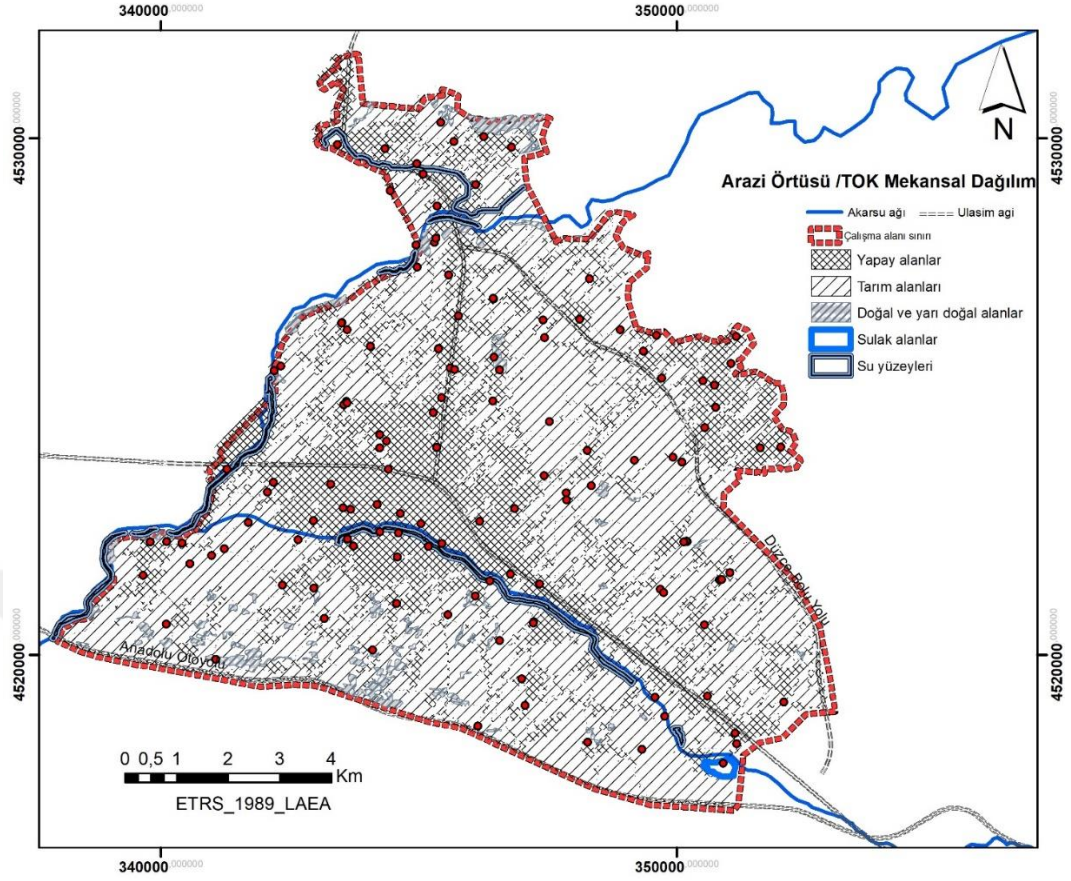 340000,000000 350000,000000
4530000,000000 4530000,000000
N
Arazi Örtüsü /TOK Mekansal Dağılım
Akarsu ağı Ulasim agi
Çalişma alani sınırı
Yapay alanlar
Tarım alanları
Doğal ve yarı doğal alanlar
Sulak alanlar
Su yüzeyleri
Düzce Bolu Yolu
Anadolu Otoyolu
4520000,000000 4520000,000000
0 0,5 1 2 3 4
Km
ETRS_1989_LAEA
340000,000000 350000,000000